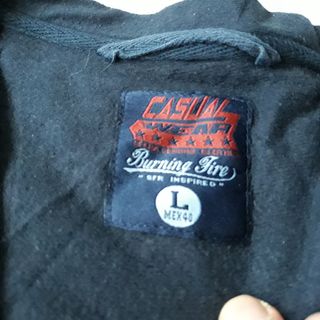 CASUAL
WEAR
Burning Fire
"BFR INSPIRED"
L
MEX40